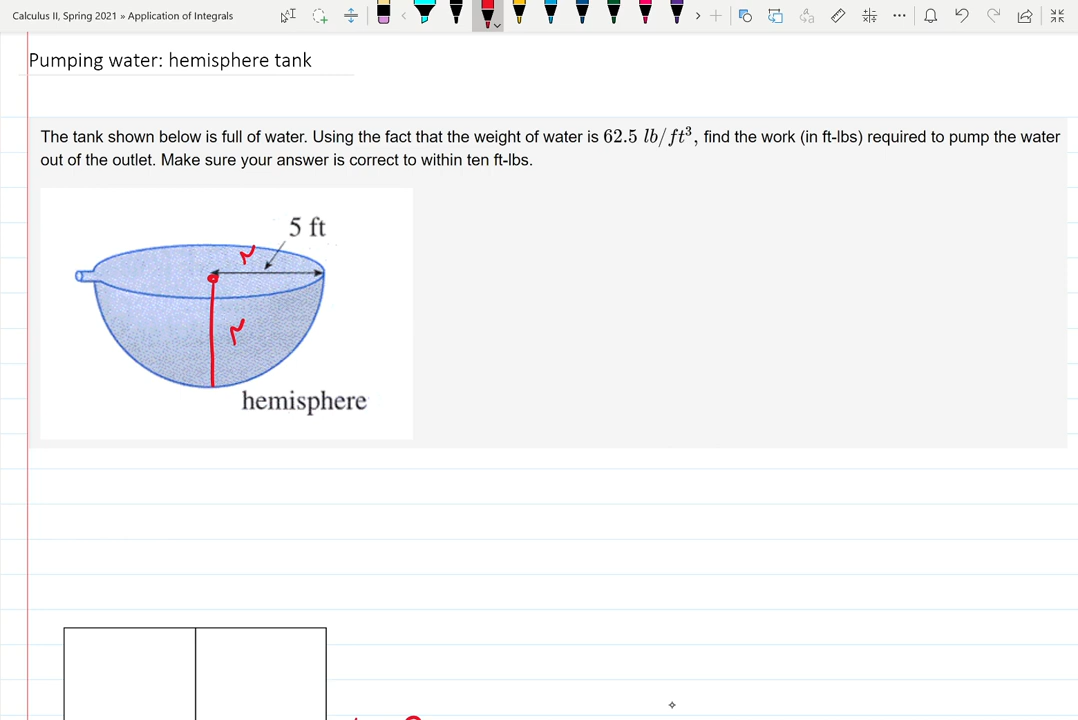 Calculus II, Spring 2021 » Application of Integrals
Pumping water: hemisphere tank
The tank shown below is full of water. Using the fact that the weight of water is 62.5 lb/ft³, find the work (in ft-lbs) required to pump the water
out of the outlet. Make sure your answer is correct to within ten ft-lbs.
5 ft
r
r
hemisphere